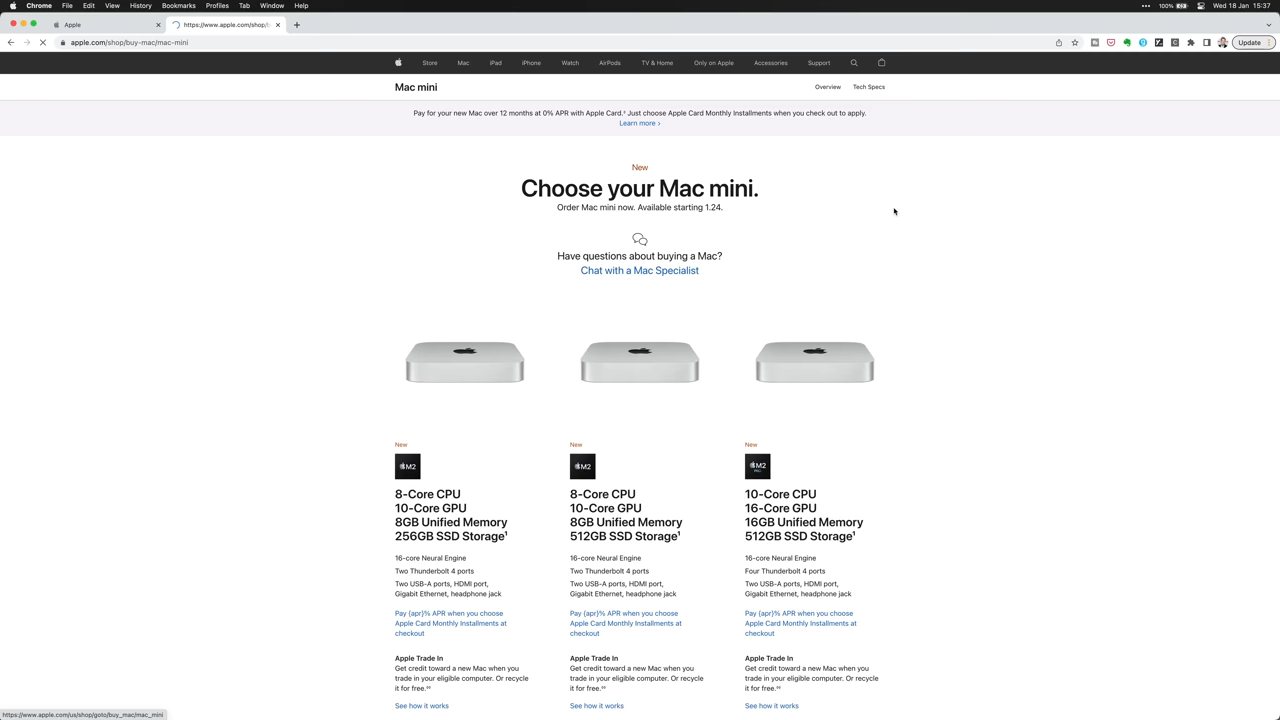 Chrome File Edit View History Bookmarks Profiles Tab Window Help
100% Wed 18 Jan 15:37
Apple
https://www.apple.com/shop/
apple.com/shop/buy-mac/mac-mini
Update
Store Mac iPad iPhone Watch AirPods TV & Home Only on Apple Accessories Support
Mac mini
Overview Tech Specs
Pay for your new Mac over 12 months at 0% APR with Apple Card.◊ Just choose Apple Card Monthly Installments when you check out to apply.
Learn more ›
New
Choose your Mac mini.
Order Mac mini now. Available starting 1.24.
Have questions about buying a Mac?
Chat with a Mac Specialist
New
M2
8-Core CPU
10-Core GPU
8GB Unified Memory
256GB SSD Storage¹
16-core Neural Engine
Two Thunderbolt 4 ports
Two USB-A ports, HDMI port,
Gigabit Ethernet, headphone jack
Pay {apr}% APR when you choose
Apple Card Monthly Installments at
checkout
Apple Trade In
Get credit toward a new Mac when you
trade in your eligible computer. Or recycle
it for free.◊◊
See how it works
New
M2
8-Core CPU
10-Core GPU
8GB Unified Memory
512GB SSD Storage¹
16-core Neural Engine
Two Thunderbolt 4 ports
Two USB-A ports, HDMI port,
Gigabit Ethernet, headphone jack
Pay {apr}% APR when you choose
Apple Card Monthly Installments at
checkout
Apple Trade In
Get credit toward a new Mac when you
trade in your eligible computer. Or recycle
it for free.◊◊
See how it works
New
M2
PRO
10-Core CPU
16-Core GPU
16GB Unified Memory
512GB SSD Storage¹
16-core Neural Engine
Four Thunderbolt 4 ports
Two USB-A ports, HDMI port,
Gigabit Ethernet, headphone jack
Pay {apr}% APR when you choose
Apple Card Monthly Installments at
checkout
Apple Trade In
Get credit toward a new Mac when you
trade in your eligible computer. Or recycle
it for free.◊◊
See how it works
https://www.apple.com/us/shop/goto/buy_mac/mac_mini